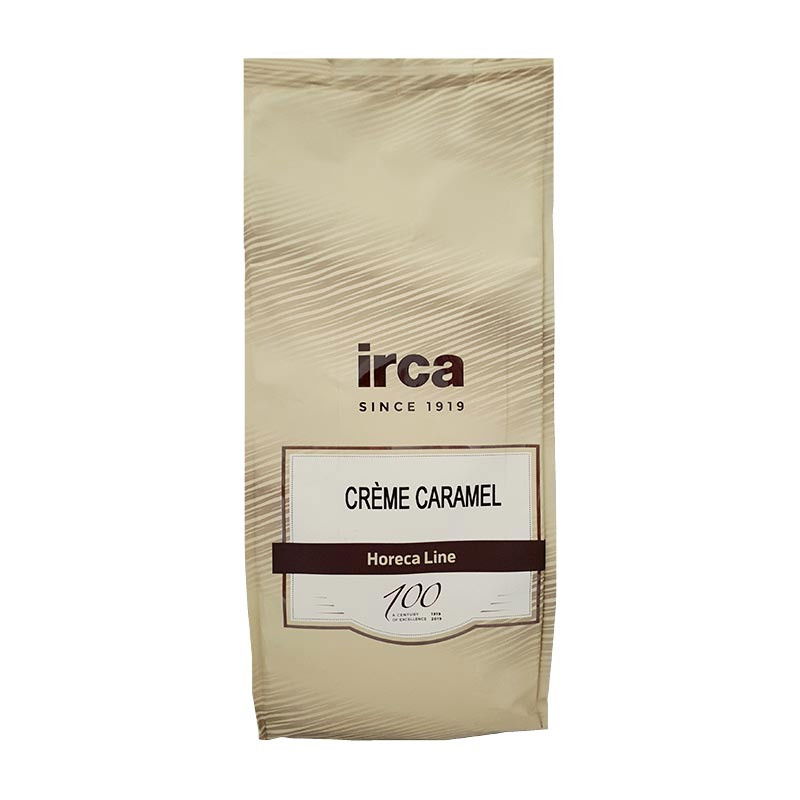 irca
SINCE 1919
CRÈME CARAMEL
Horeca Line
100
A CENTURY 1919
OF EXCELLENCE 2019